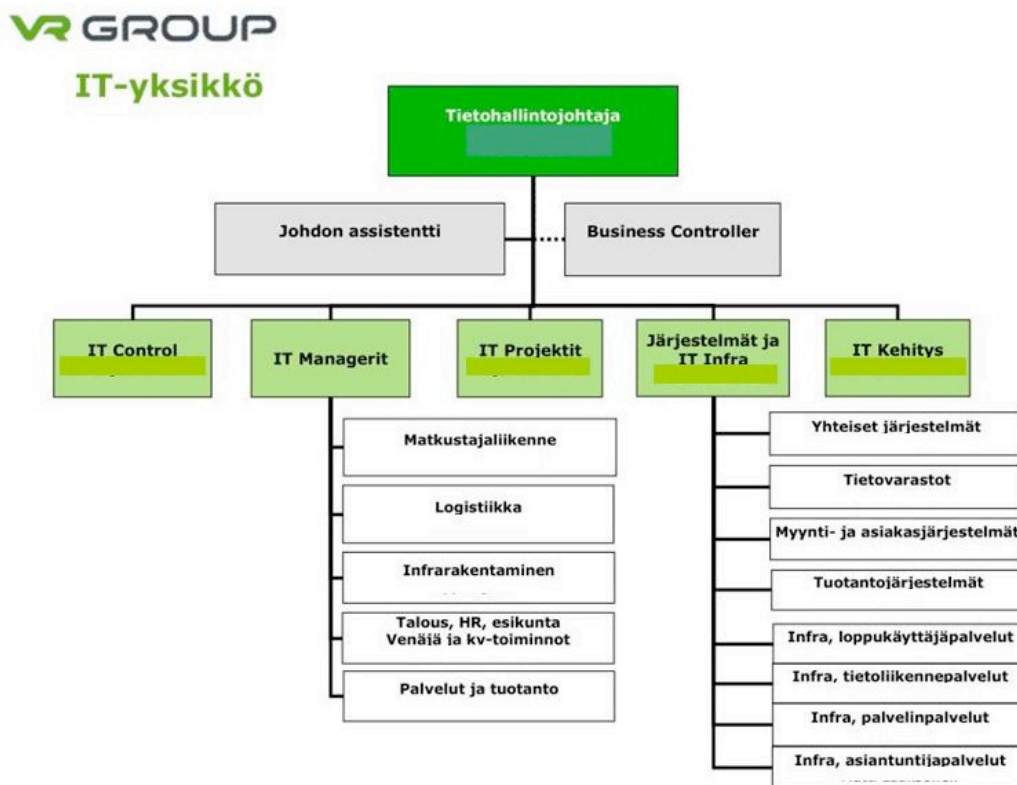 VR GROUP
IT-yksikkö
Tietohallintojohtaja
Johdon assistentti
Business Controller
IT Control
IT Managerit
IT Projektit
Järjestelmät ja
IT Infra
IT Kehitys
Matkustajaliikenne
Logistiikka
Infrarakentaminen
Talous, HR, esikunta
Venäjä ja kv-toiminnot
Palvelut ja tuotanto
Yhteiset järjestelmät
Tietovarastot
Myynti- ja asiakasjärjestelmät
Tuotantojärjestelmät
Infra, loppukäyttäjäpalvelut
Infra, tietoliikennepalvelut
Infra, palvelinpalvelut
Infra, asiantuntijapalvelut